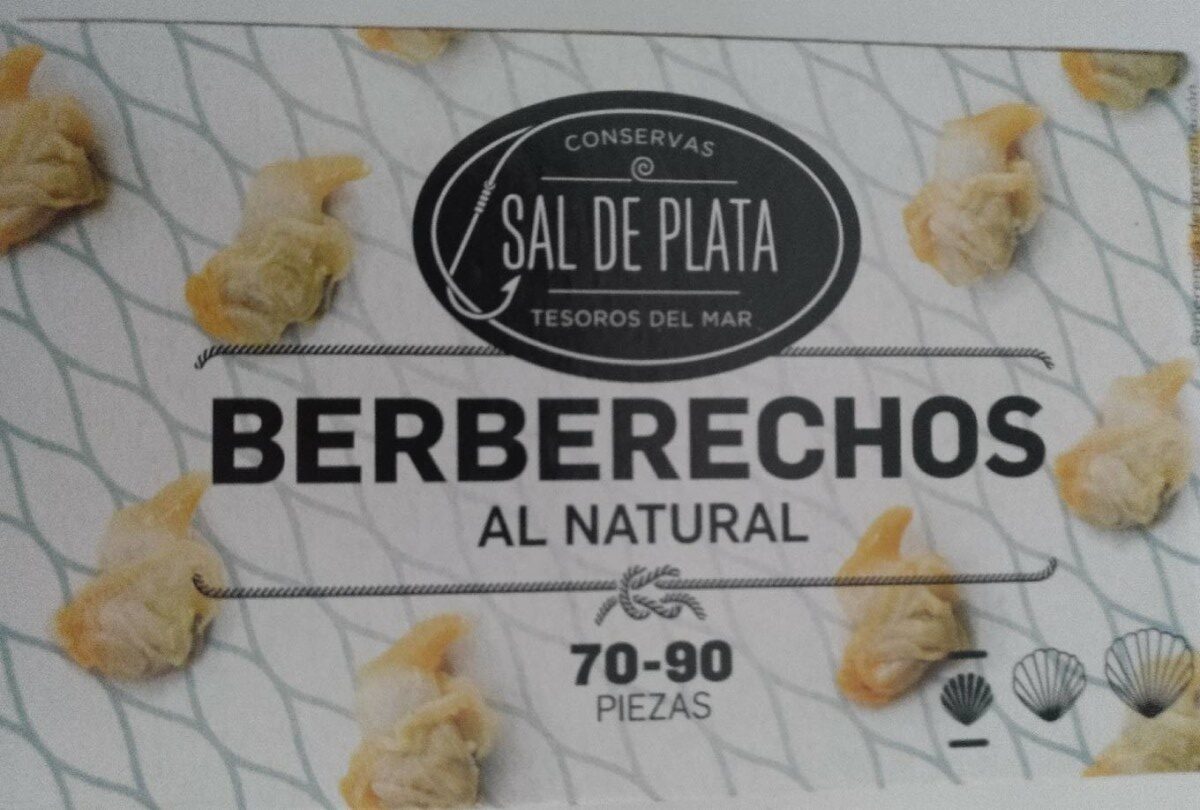 CONSERVAS
SAL DE PLATA
TESOROS DEL MAR
BERBERECHOS
AL NATURAL
70-90
PIEZAS